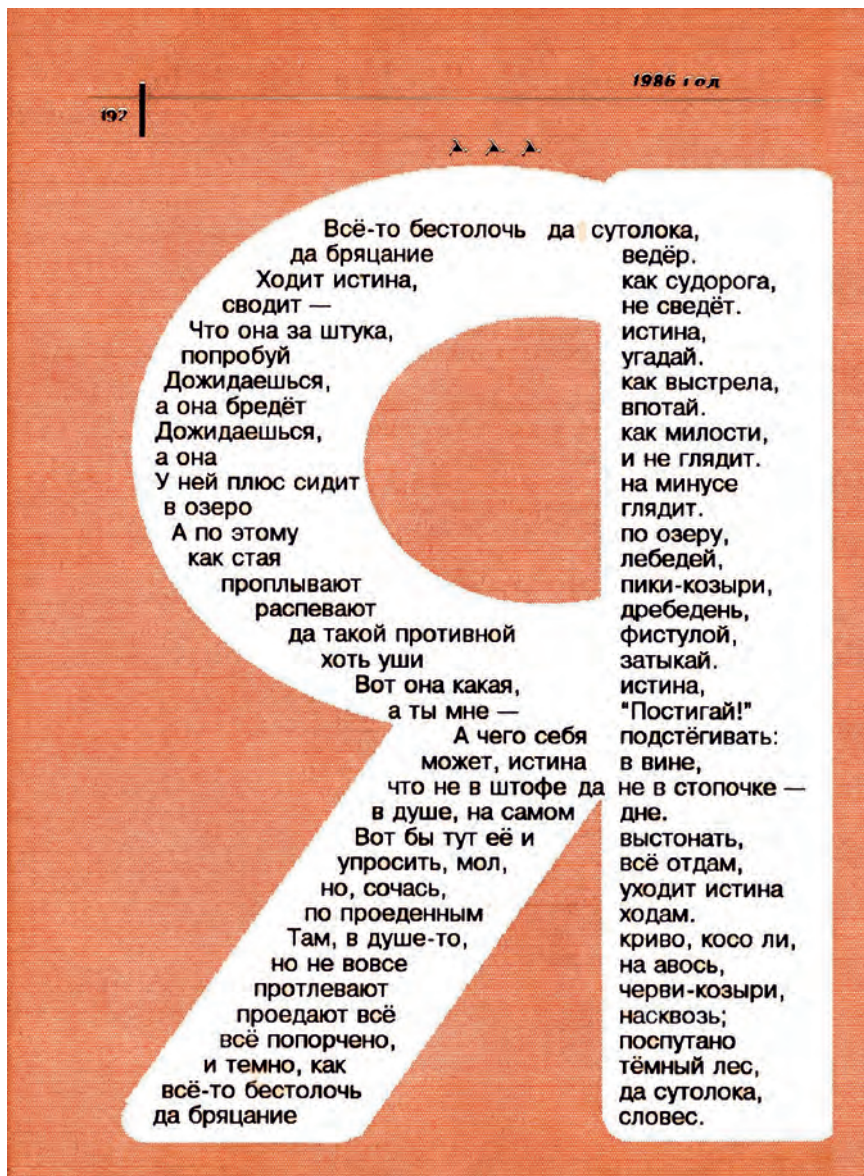 1986 год
192
Всё-то бестолочь да сутолока,
да бряцание ведёр.
Ходит истина, как судорога,
сводит — не сведёт.
Что она за штука, истина,
попробуй угадай.
Дожидаешься, как выстрела,
а она бредёт впотай.
Дожидаешься, как милости,
а она и не глядит.
У ней плюс сидит на минусе
в озеро глядит.
А по этому по озеру,
как стая лебедей,
проплывают пики-козыри,
распевают дребедень,
да такой противной фистулой,
хоть уши затыкай.
Вот она какая, истина,
а ты мне — "Постигай!"
А чего себя подстёгивать:
может, истина в вине,
что не в штофе да не в стопочке —
в душе, на самом дне.
Вот бы тут её и выстонать,
упросить, мол, всё отдам,
но, сочась, уходит истина
по проеденным ходам.
Там, в душе-то, криво, косо ли,
но не вовсе на авось,
протлевают черви-козыри,
проедают всё насквозь;
всё попорчено, поспутано
и темно, как тёмный лес,
всё-то бестолочь да сутолока,
да бряцание словес.